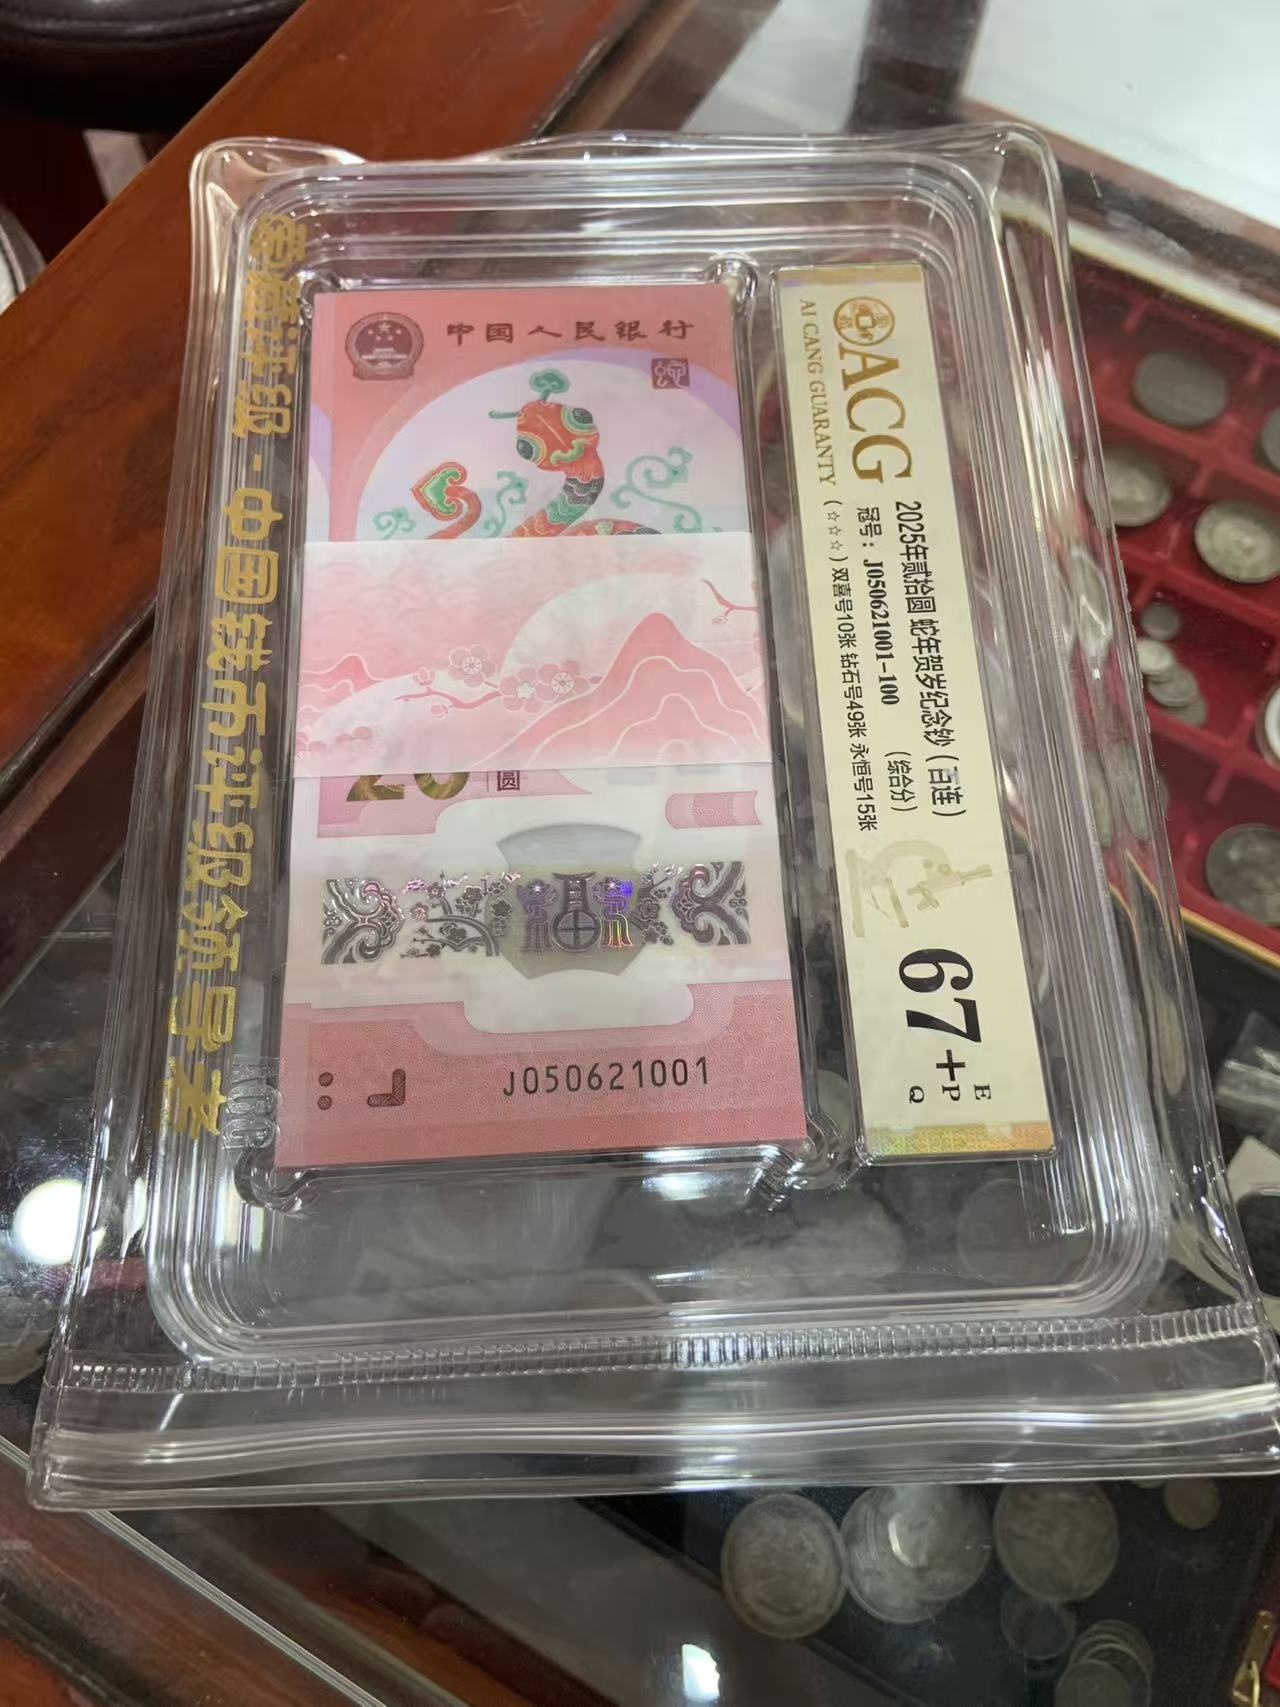 爱藏评级-中国钱币评级领导者
中国人民银行
20
圆
J050621001
ACG
AI CANG GUARANTY
2025年贰拾圆 蛇年贺岁纪念钞（百连）
冠号：J050621001-100 （综合分）
（☆☆☆）双喜号10张 钻石号49张 永恒号15张
67+
E
P
Q